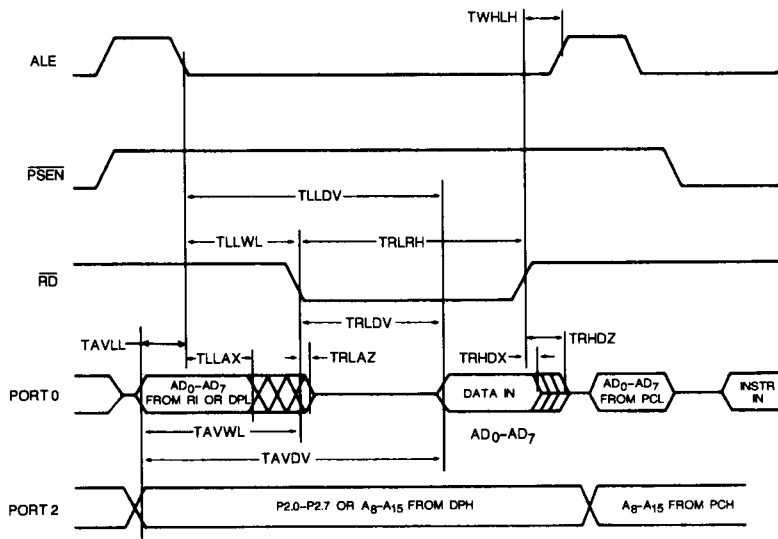 TWHLH
ALE
PSEN
TLLDV
TLLWL
TRLRH
RD
TRLDV
TAVLL
TLLAX
TRLAZ
TRHDX
TRHDZ
PORT 0
AD0–AD7
FROM RI OR DPL
DATA IN
AD0–AD7
FROM PCL
INSTR
IN
TAVWL
AD0–AD7
TAVDV
PORT 2
P2.0–P2.7 OR A8–A15 FROM DPH
A8–A15 FROM PCH